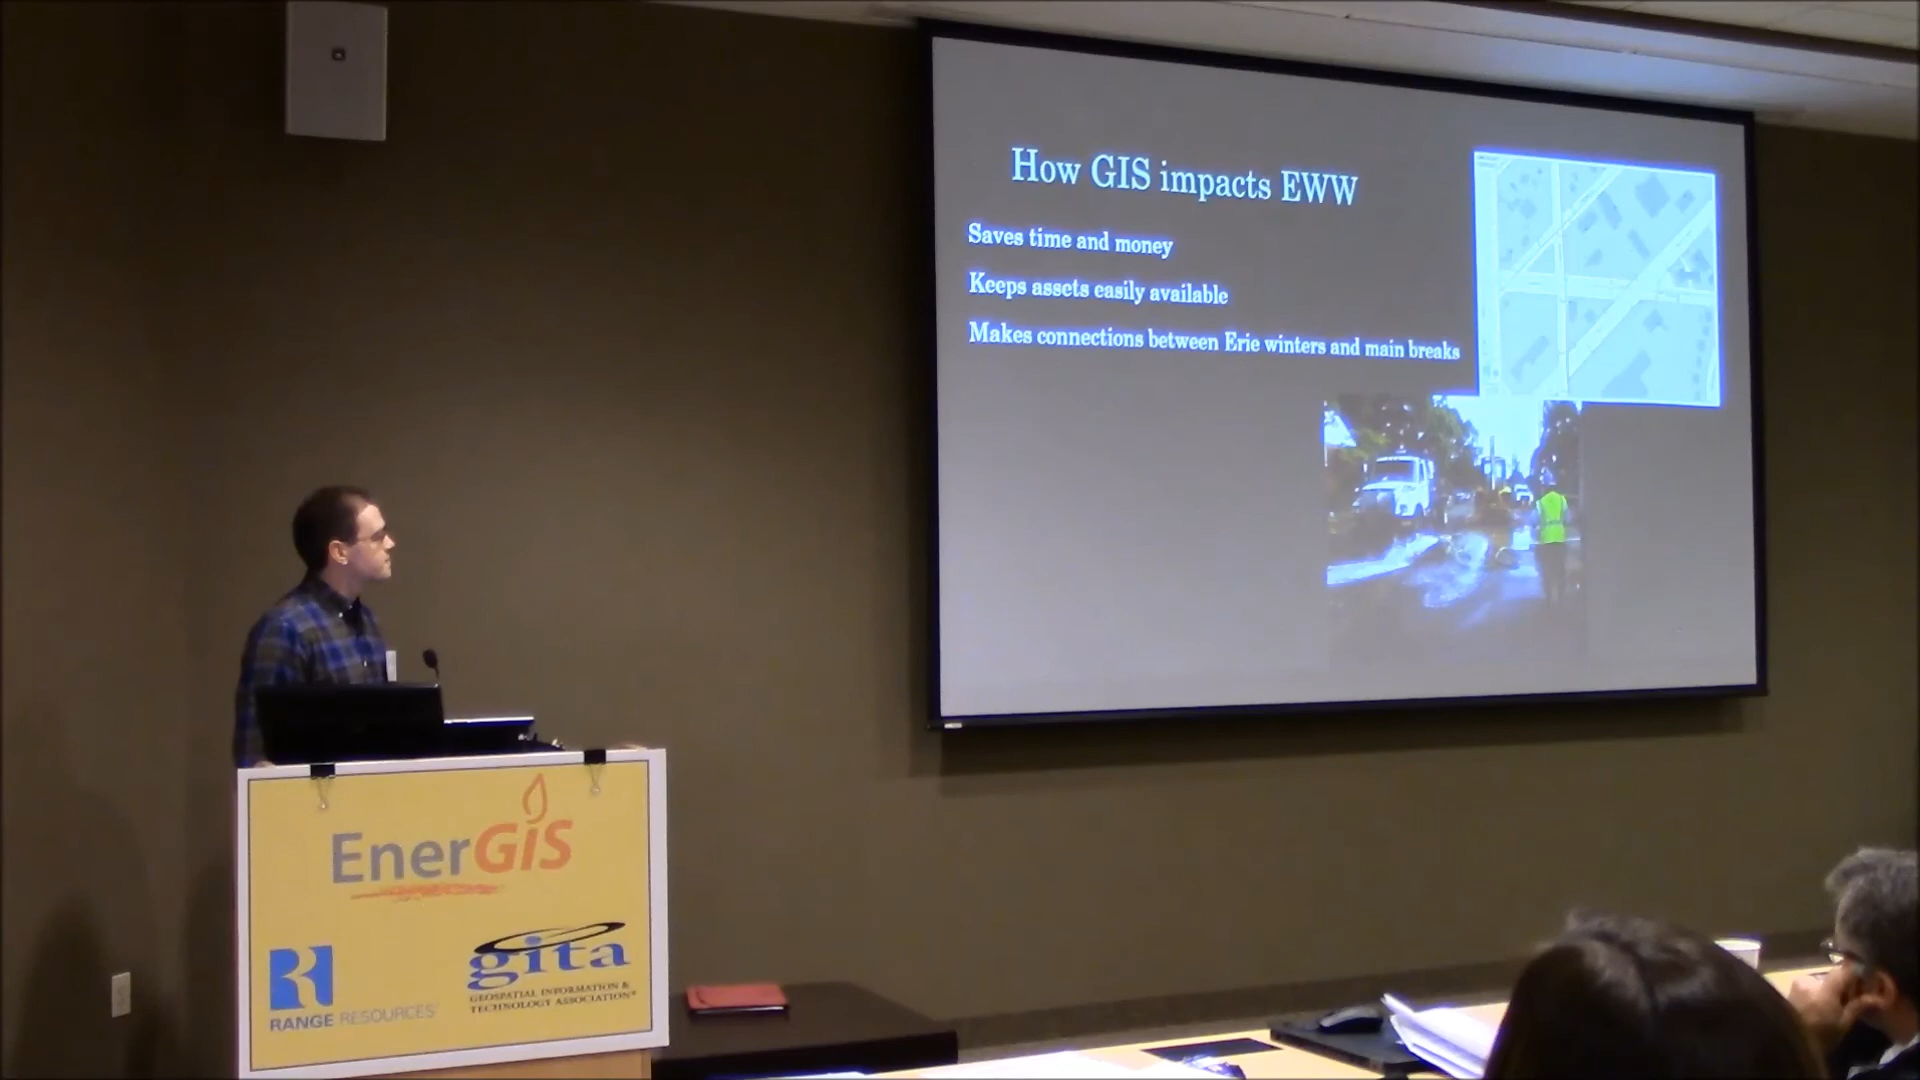 How GIS impacts EWW
Saves time and money
Keeps assets easily available
Makes connections between Erie winters and main breaks
EnerGIS
RANGE RESOURCES
gita
GEOSPATIAL INFORMATION &
TECHNOLOGY ASSOCIATION®